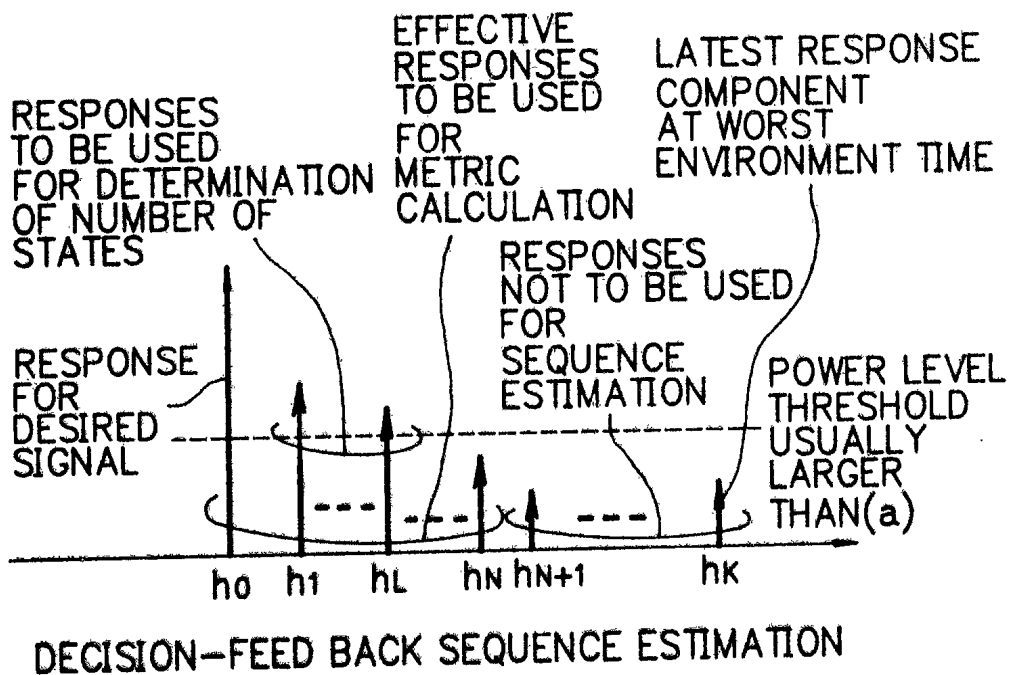 RESPONSES
TO BE USED
FOR DETERMINATION
OF NUMBER OF
STATES
EFFECTIVE
RESPONSES
TO BE USED
FOR
METRIC
CALCULATION
LATEST RESPONSE
COMPONENT
AT WORST
ENVIRONMENT TIME
RESPONSES
NOT TO BE USED
FOR
SEQUENCE
ESTIMATION
RESPONSE
FOR
DESIRED
SIGNAL
POWER LEVEL
THRESHOLD
USUALLY
LARGER
THAN(a)
h0 h1 hL hN hN+1 hK
DECISION-FEED BACK SEQUENCE ESTIMATION